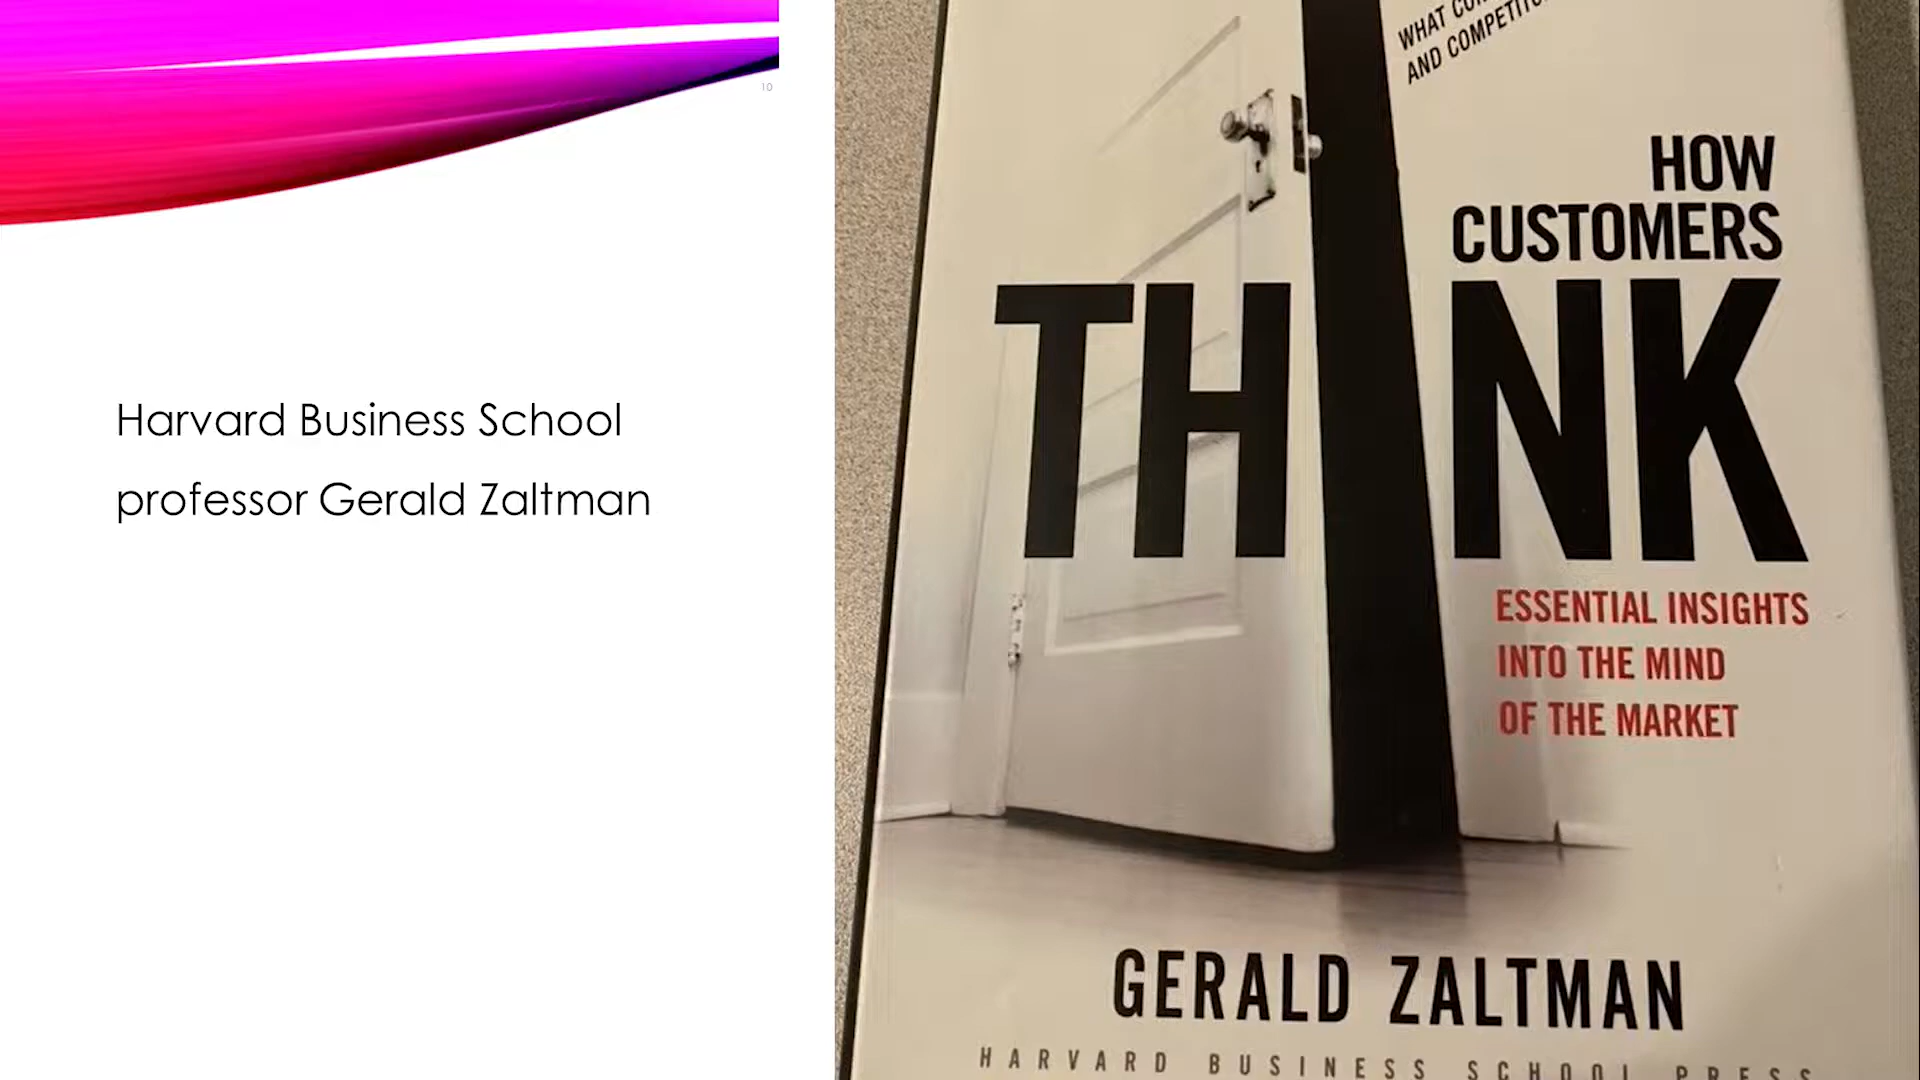 10
Harvard Business School
professor Gerald Zaltman
WHAT
AND
HOW
CUSTOMERS
THINK
ESSENTIAL INSIGHTS
INTO THE MIND
OF THE MARKET
GERALD ZALTMAN
HARVARD BUSINESS SCHOOL PRESS